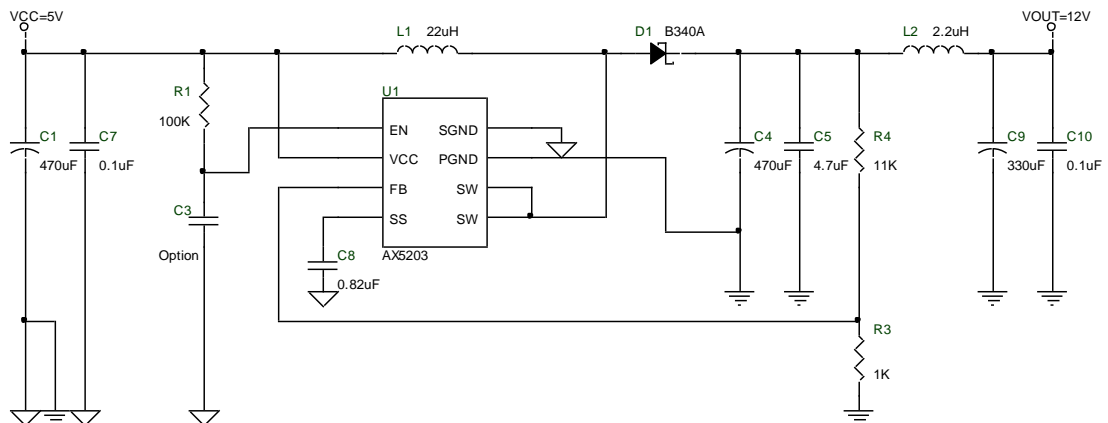 VCC=5V
VOUT=12V
L1 22uH
D1 B340A
L2 2.2uH
R1
100K
U1
EN
VCC
FB
SS
SGND
PGND
SW
SW
AX5203
C1
470uF
C7
0.1uF
C3
Option
C8
0.82uF
C4
470uF
C5
4.7uF
R4
11K
C9
330uF
C10
0.1uF
R3
1K